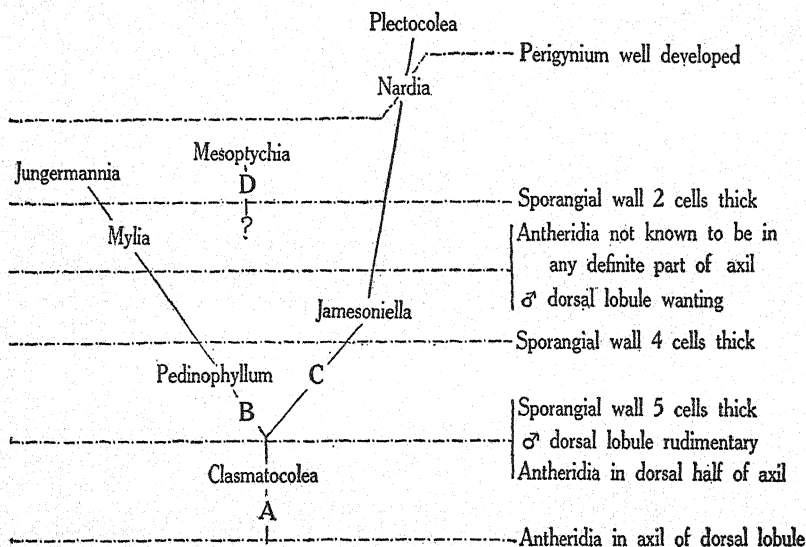 Plectocolea
Perigynium well developed
Nardia
Mesoptychia
Jungermannia
D
Sporangial wall 2 cells thick
?
Mylia
Antheridia not known to be in
any definite part of axil
♂ dorsal lobule wanting
Jamesoniella
Sporangial wall 4 cells thick
Pedinophyllum
C
B
Sporangial wall 5 cells thick
♂ dorsal lobule rudimentary
Antheridia in dorsal half of axil
Clasmatocolea
A
Antheridia in axil of dorsal lobule